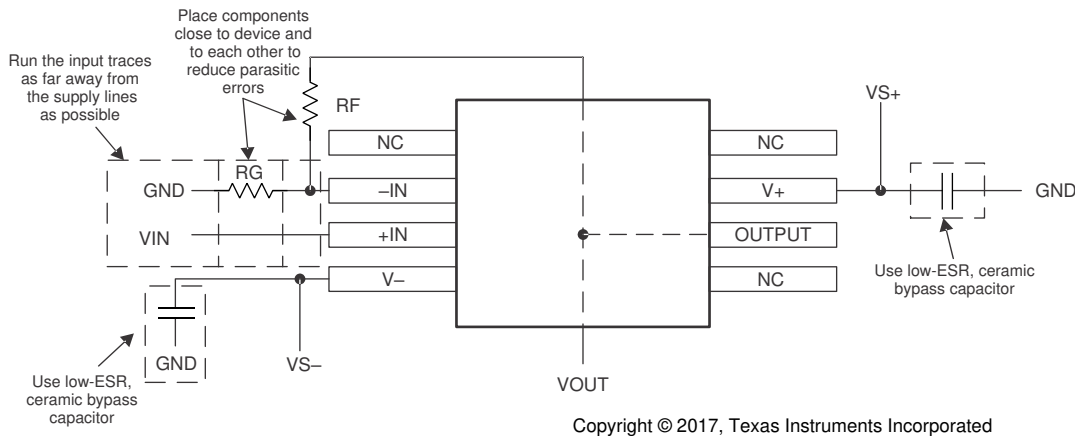 Place components
close to device and
to each other to
reduce parasitic
errors
Run the input traces
as far away from
the supply lines
as possible
RF
VS+
NC
NC
RG
GND
–IN
V+
GND
VIN
+IN
OUTPUT
V–
NC
Use low-ESR, ceramic
bypass capacitor
GND
VS–
VOUT
Use low-ESR,
ceramic bypass
capacitor
Copyright © 2017, Texas Instruments Incorporated